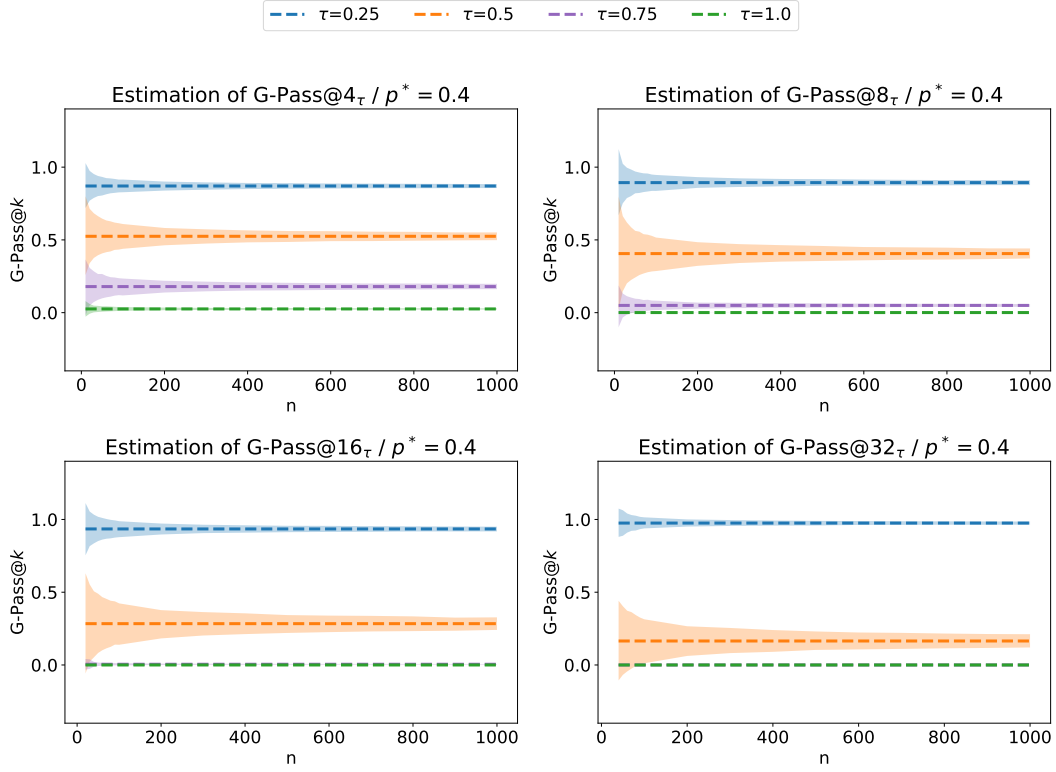 τ=0.25 τ=0.5 τ=0.75 τ=1.0
Estimation of G-Pass@4τ / p* = 0.4
G-Pass@k
1.0
0.5
0.0
0 200 400 600 800 1000
n
Estimation of G-Pass@8τ / p* = 0.4
G-Pass@k
1.0
0.5
0.0
0 200 400 600 800 1000
n
Estimation of G-Pass@16τ / p* = 0.4
G-Pass@k
1.0
0.5
0.0
0 200 400 600 800 1000
n
Estimation of G-Pass@32τ / p* = 0.4
G-Pass@k
1.0
0.5
0.0
0 200 400 600 800 1000
n